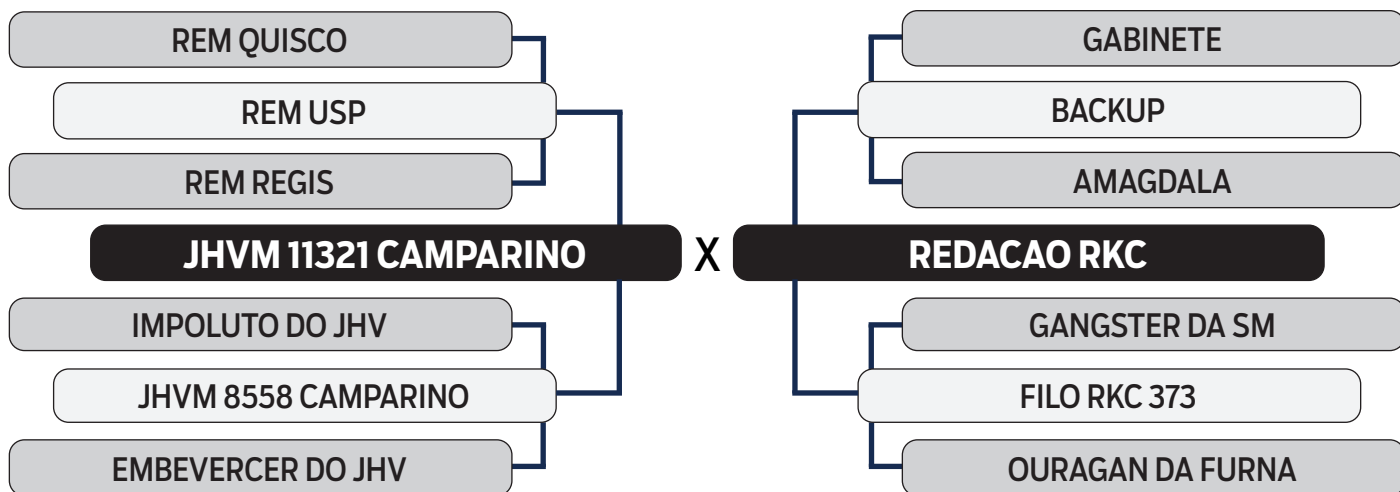 REM QUISCO
GABINETE
REM USP
BACKUP
REM REGIS
AMAGDALA
JHVM 11321 CAMPARINO X REDACAO RKC
IMPOLUTO DO JHV
GANGSTER DA SM
JHVM 8558 CAMPARINO
FILO RKC 373
EMBEVERCER DO JHV
OURAGAN DA FURNA